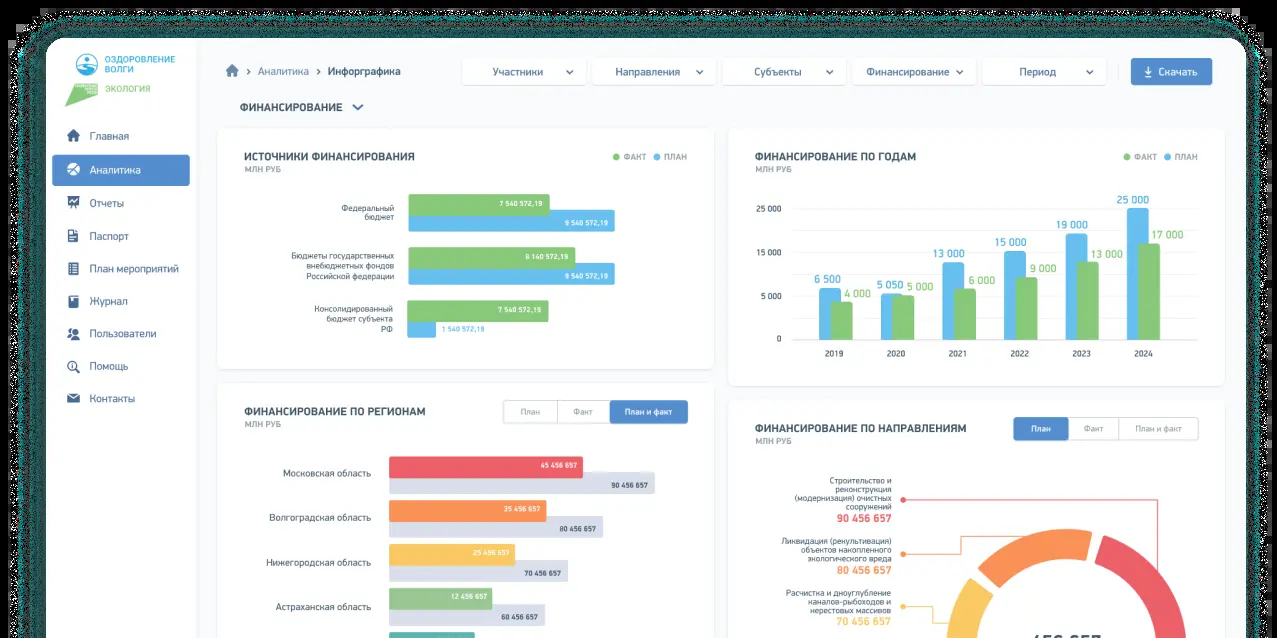 ОЗДОРОВЛЕНИЕ
ВОЛГИ
ЭКОЛОГИЯ
Главная
Аналитика
Отчеты
Паспорт
План мероприятий
Журнал
Пользователи
Помощь
Контакты
Аналитика
Инфорграфика
Участники
Направления
Субъекты
Финансирование
Период
Скачать
ФИНАНСИРОВАНИЕ
ИСТОЧНИКИ ФИНАНСИРОВАНИЯ
МЛН РУБ
ФАКТ
ПЛАН
Федеральный
бюджет
7 540 572,19
9 540 572,19
Бюджеты государственных
внебюджетных фондов
Российской федерации
8 140 572,19
9 540 572,19
Консолидированный
бюджет субъекта
РФ
7 540 572,19
1 540 572,19
ФИНАНСИРОВАНИЕ ПО ГОДАМ
МЛН РУБ
ФАКТ
ПЛАН
25 000
15 000
5 000
0
6 500
4 000
5 050
5 000
13 000
6 000
15 000
9 000
19 000
13 000
25 000
17 000
2019
2020
2021
2022
2023
2024
ФИНАНСИРОВАНИЕ ПО РЕГИОНАМ
МЛН РУБ
План
Факт
План и факт
Московская область
45 456 657
90 456 657
Волгоградская область
35 456 657
80 456 657
Нижегородская область
25 456 657
70 456 657
Астраханская область
12 456 657
60 456 657
ФИНАНСИРОВАНИЕ ПО НАПРАВЛЕНИЯМ
МЛН РУБ
План
Факт
План и факт
Строительство и
реконструкция
(модернизация) очистных
сооружений
90 456 657
Ликвидация (рекультивация)
объектов накопленного
экологического вреда
80 456 657
Расчистка и дноуглубление
каналов-рыбоходов и
нерестовых массивов
70 456 657